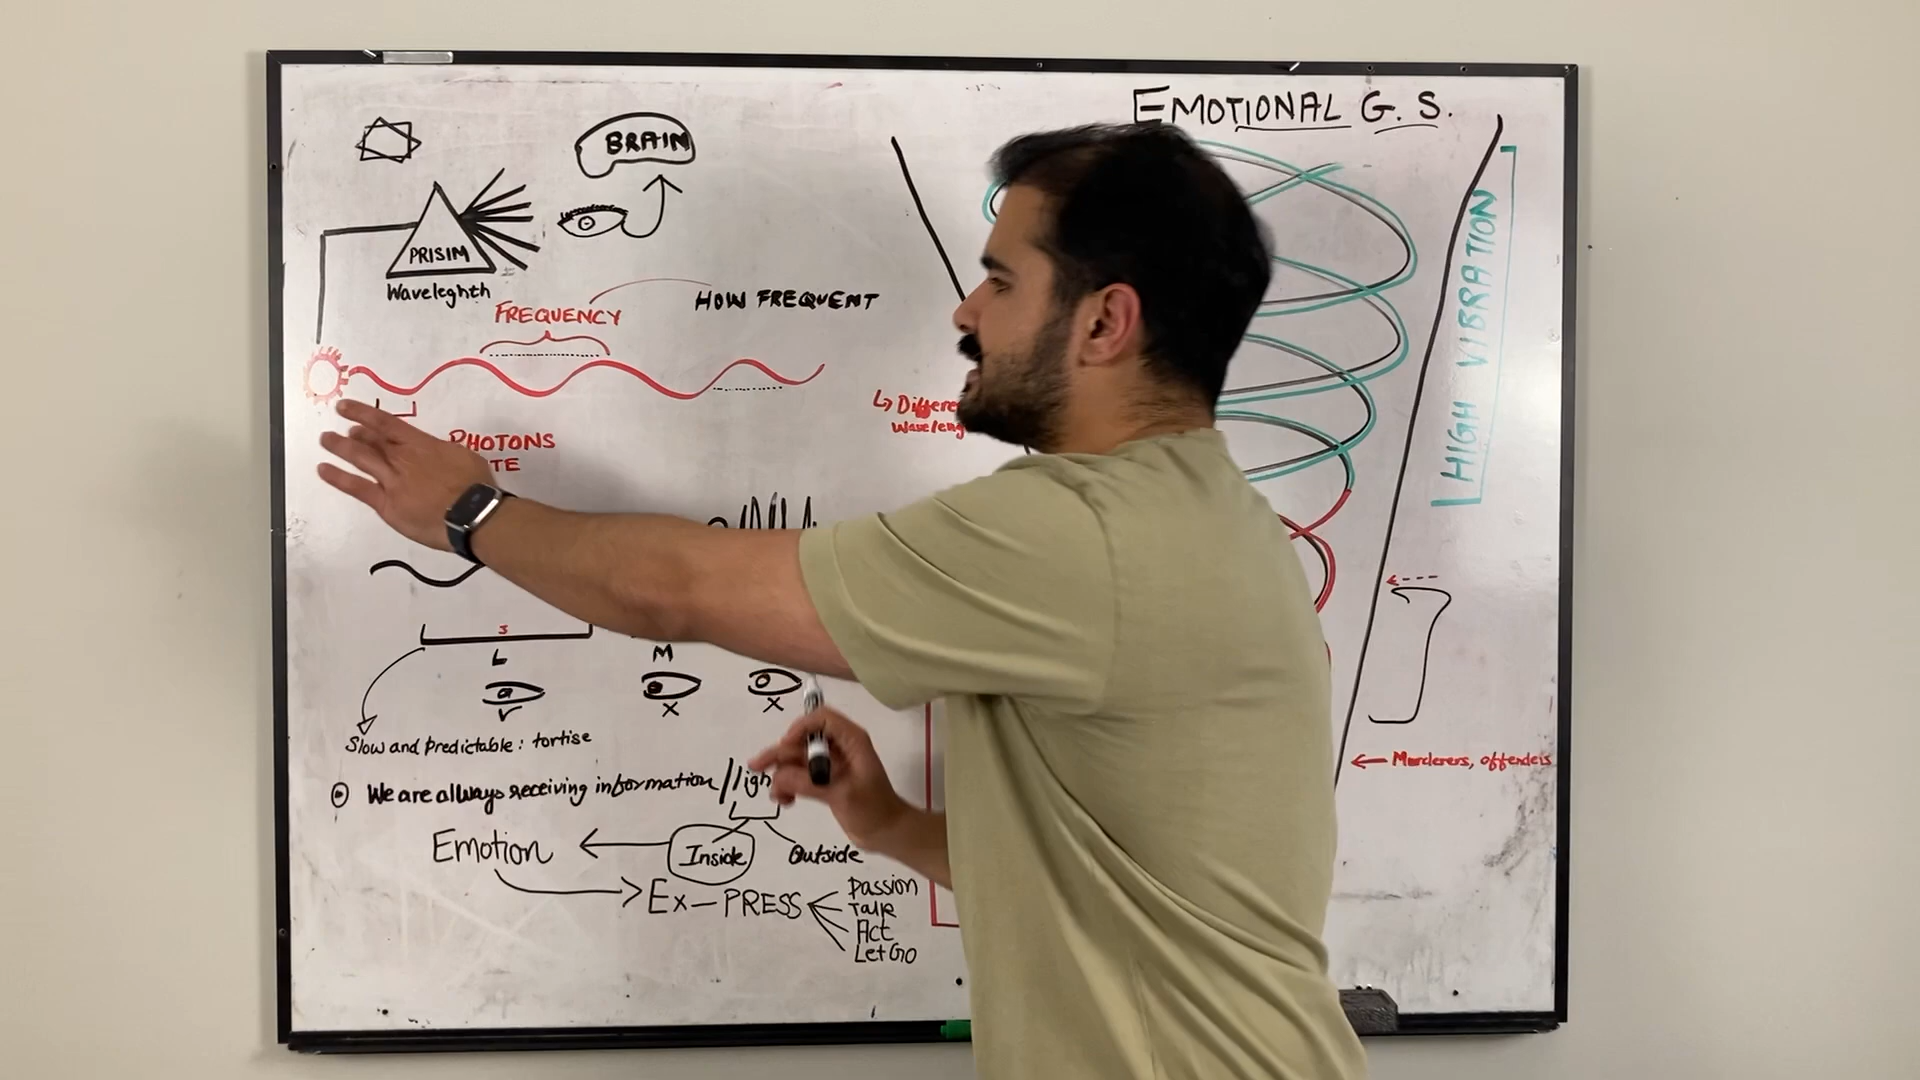 BRAIN
PRISIM
Waveleghth
FREQUENCY
HOW FREQUENT
PHOTONS
S
L
M
X
X
Slow and predictable: tortise
We are always receiving information/
Emotion
Inside
Outside
EX-PRESS
Passion
Talk
Act
Let Go
EMOTIONAL G. S.
HIGH VIBRATION
Murderers, offenders